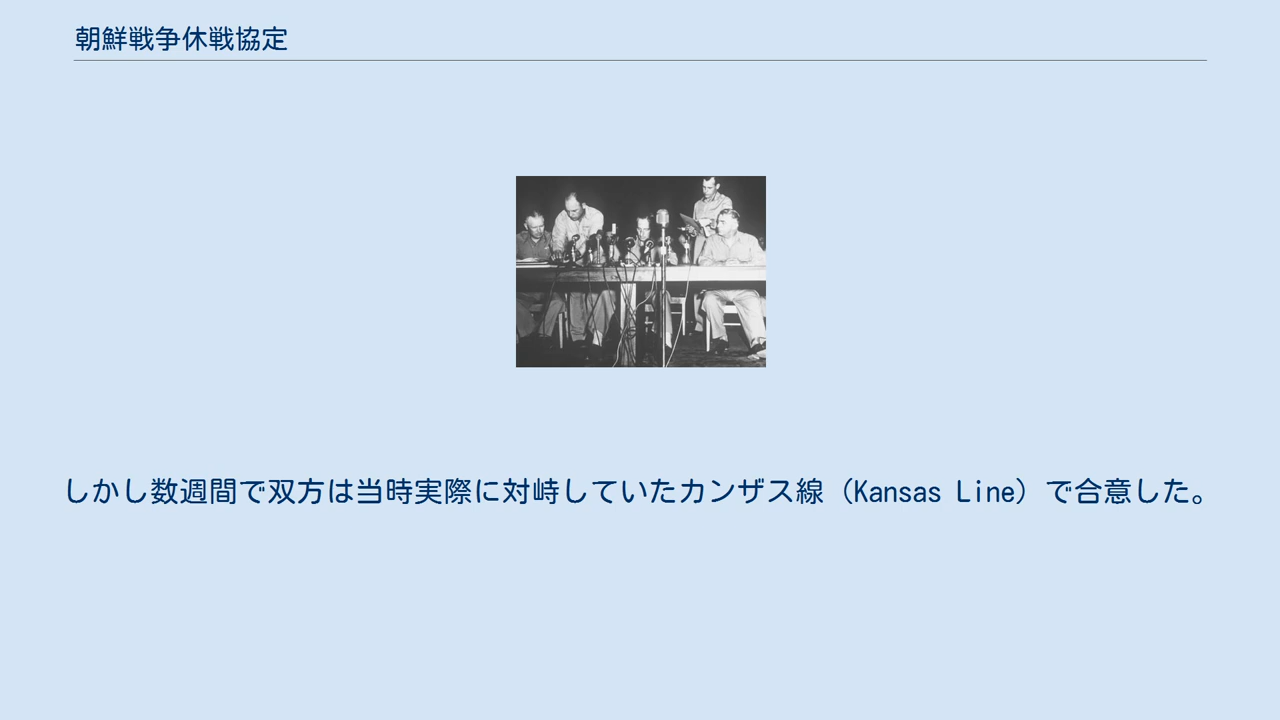 朝鮮戦争休戦協定
しかし数週間で双方は当時実際に対峙していたカンザス線（Kansas Line）で合意した。